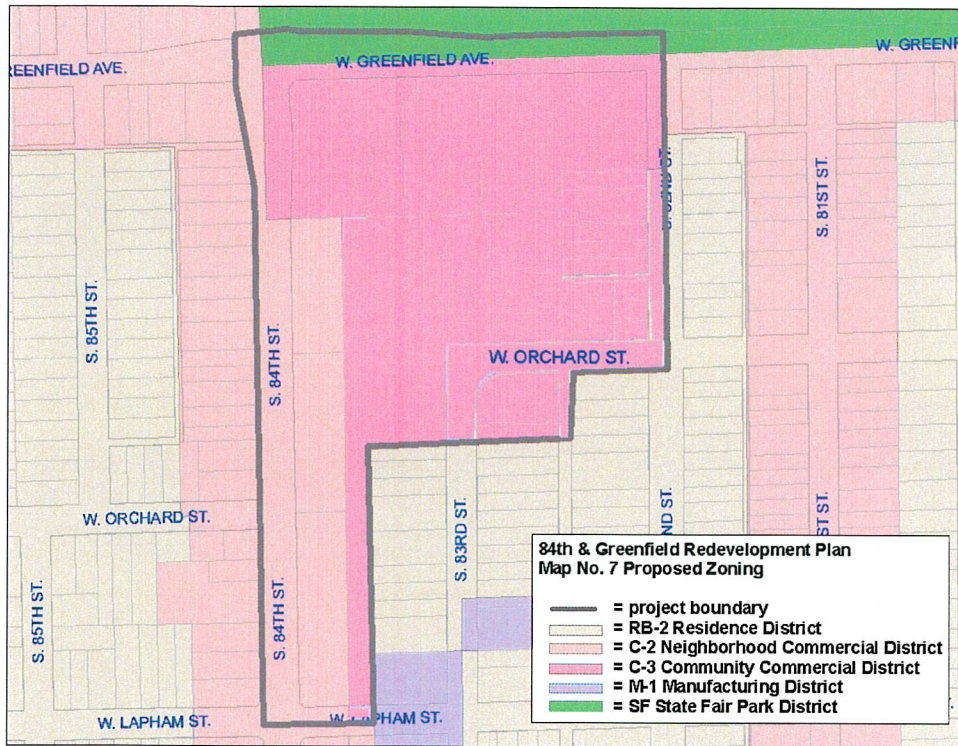 W. GREENFIELD AVE.
W. GREENF
REENFIELD AVE.
S. 81ST ST.
S. 85TH ST.
S. 84TH ST.
W. ORCHARD ST.
W. ORCHARD ST.
S. 83RD ST.
ND ST.
ST ST.
S. 85TH ST.
S. 84TH ST.
W. LAPHAM ST.
W. LAPHAM ST.
84th & Greenfield Redevelopment Plan
Map No. 7 Proposed Zoning
= project boundary
= RB-2 Residence District
= C-2 Neighborhood Commercial District
= C-3 Community Commercial District
= M-1 Manufacturing District
= SF State Fair Park District